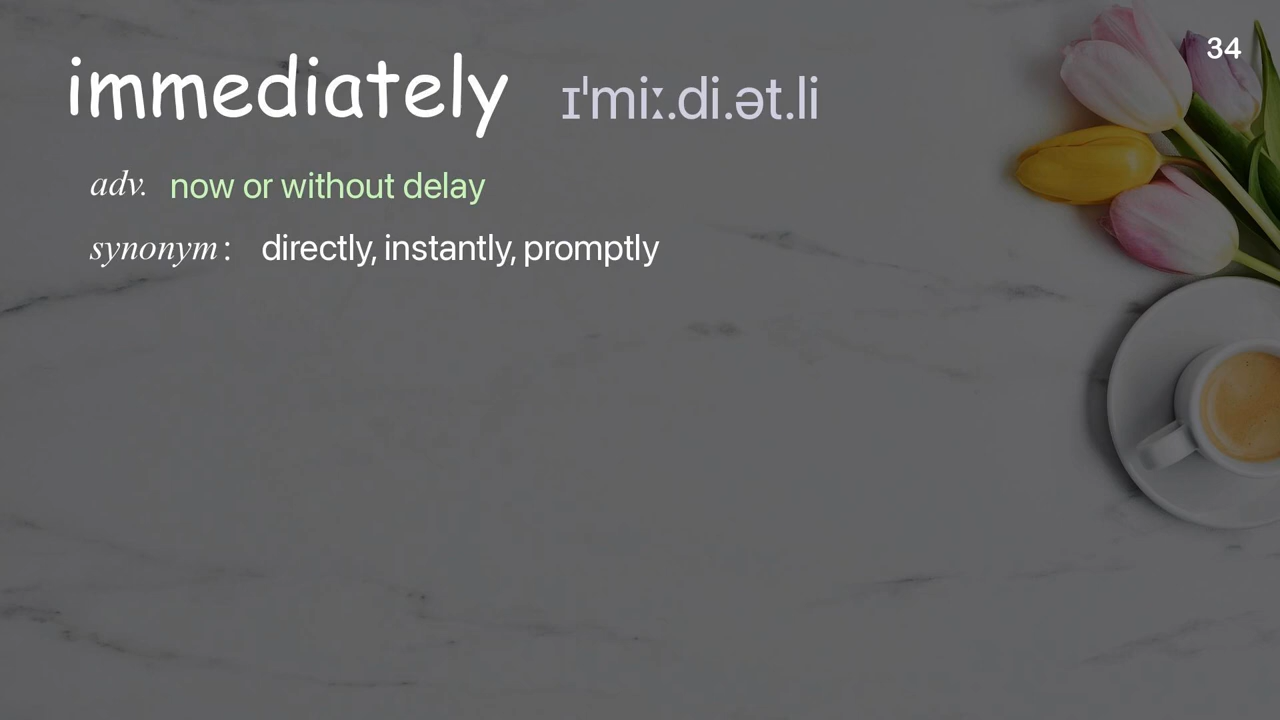 34
immediately ɪˈmiː.di.ət.li
adv. now or without delay
synonym: directly, instantly, promptly